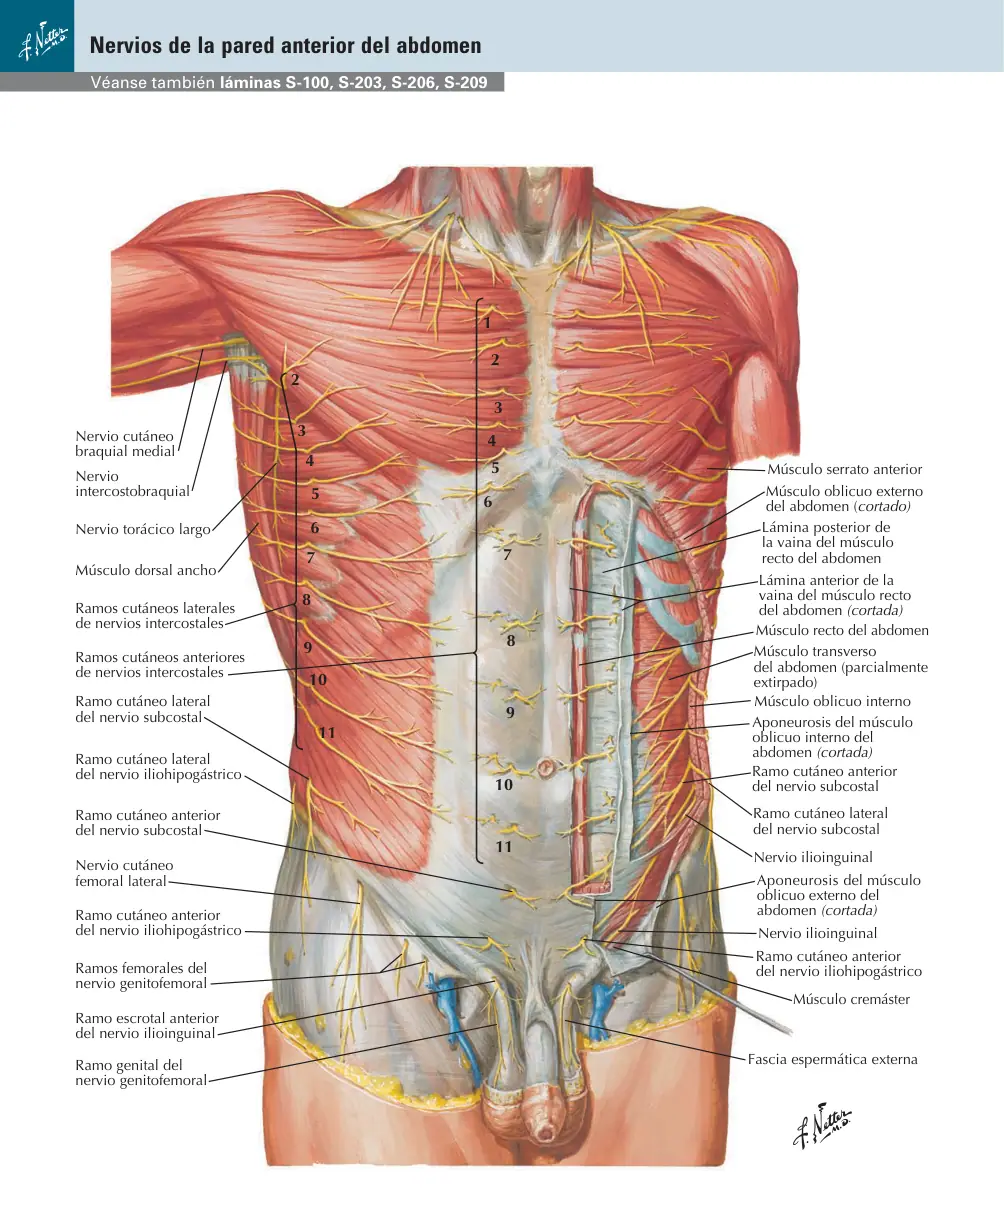 F. Netter M.D.
Nervios de la pared anterior del abdomen
Véanse también láminas S-100, S-203, S-206, S-209
1
2
3
4
5
6
7
8
9
10
11
2
3
4
5
6
7
8
9
10
11
Nervio cutáneo
braquial medial
Nervio
intercostobraquial
Nervio torácico largo
Músculo dorsal ancho
Ramos cutáneos laterales
de nervios intercostales
Ramos cutáneos anteriores
de nervios intercostales
Ramo cutáneo lateral
del nervio subcostal
Ramo cutáneo lateral
del nervio iliohipogástrico
Ramo cutáneo anterior
del nervio subcostal
Nervio cutáneo
femoral lateral
Ramo cutáneo anterior
del nervio iliohipogástrico
Ramos femorales del
nervio genitofemoral
Ramo escrotal anterior
del nervio ilioinguinal
Ramo genital del
nervio genitofemoral
Músculo serrato anterior
Músculo oblicuo externo
del abdomen (cortado)
Lámina posterior de
la vaina del músculo
recto del abdomen
Lámina anterior de la
vaina del músculo recto
del abdomen (cortada)
Músculo recto del abdomen
Músculo transverso
del abdomen (parcialmente
extirpado)
Músculo oblicuo interno
Aponeurosis del músculo
oblicuo interno del
abdomen (cortada)
Ramo cutáneo anterior
del nervio subcostal
Ramo cutáneo lateral
del nervio subcostal
Nervio ilioinguinal
Aponeurosis del músculo
oblicuo externo del
abdomen (cortada)
Nervio ilioinguinal
Ramo cutáneo anterior
del nervio iliohipogástrico
Músculo cremáster
Fascia espermática externa
F. Netter M.D.